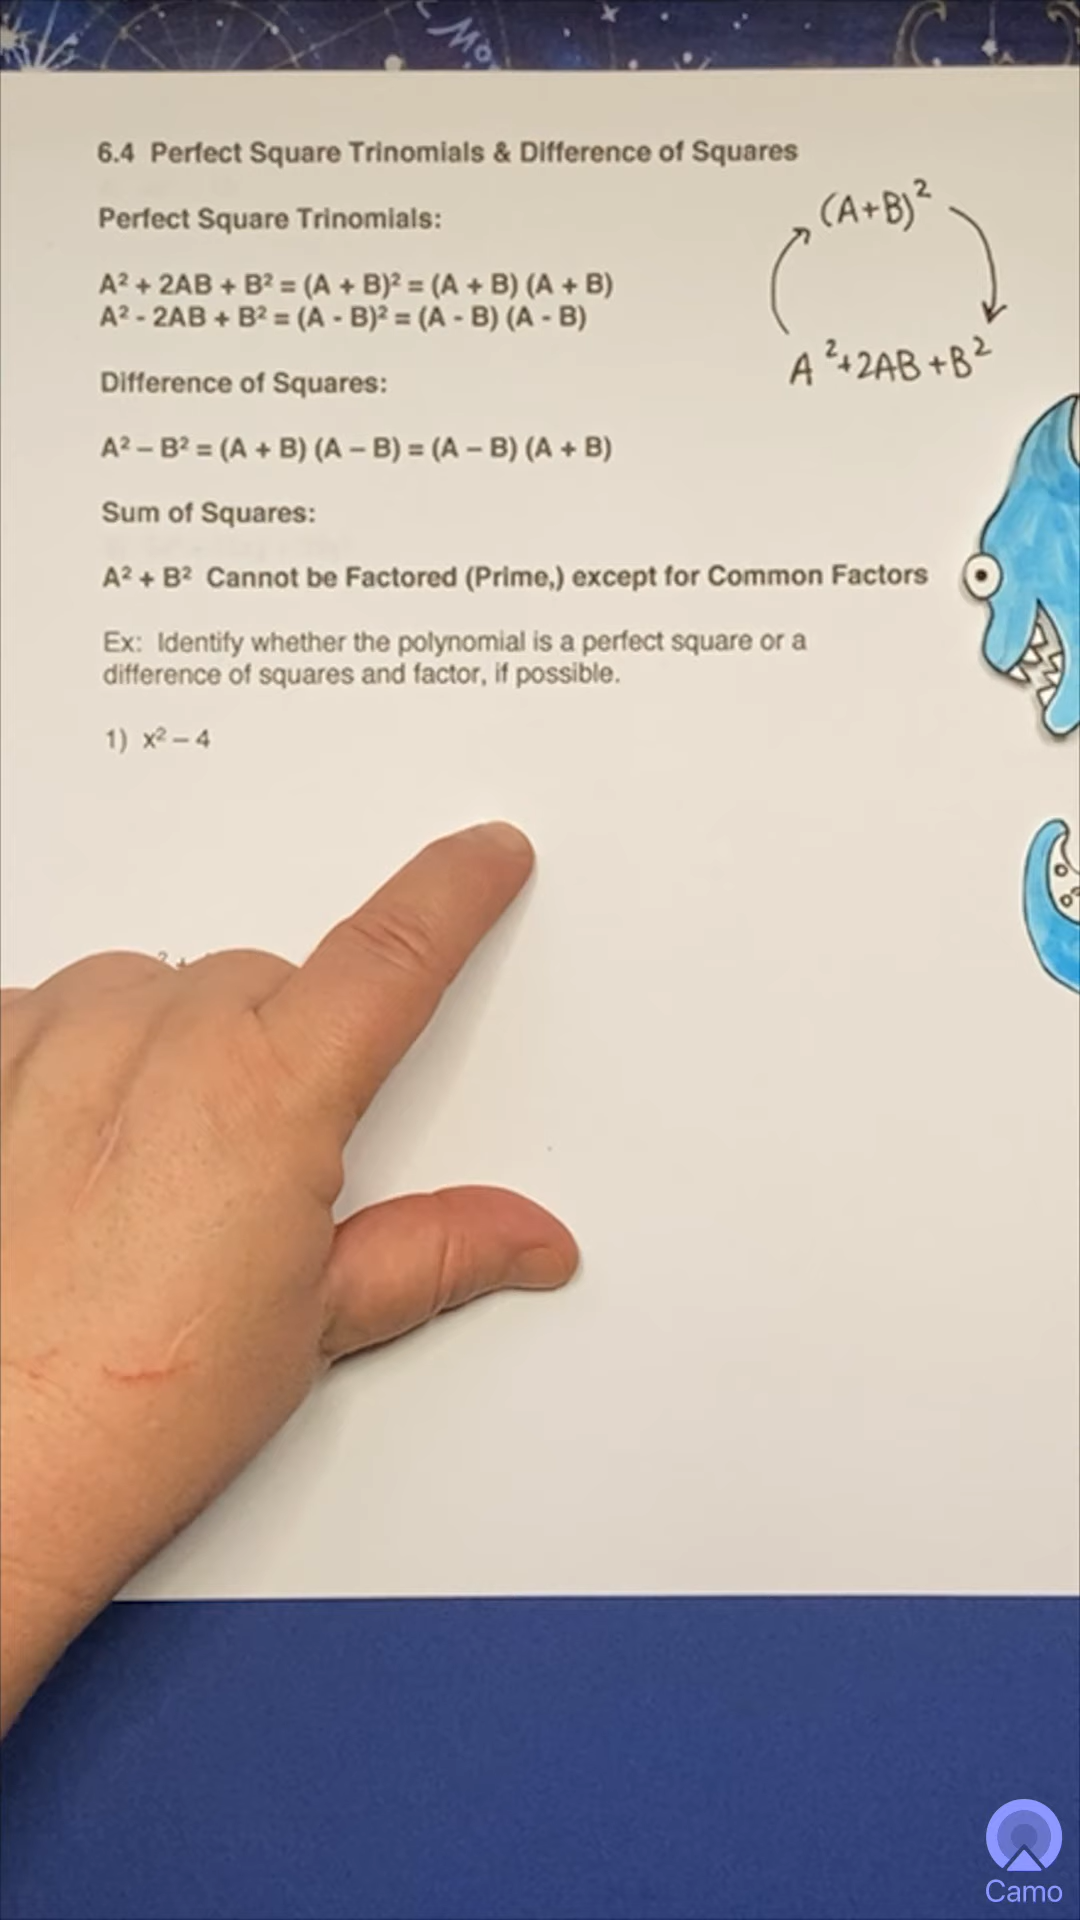 Mo
6.4 Perfect Square Trinomials & Difference of Squares
Perfect Square Trinomials:
A² + 2AB + B² = (A + B)² = (A + B) (A + B)
A² - 2AB + B² = (A - B)² = (A - B) (A - B)
(A+B)²
A²+2AB+B²
Difference of Squares:
A² – B² = (A + B) (A – B) = (A – B) (A + B)
Sum of Squares:
A² + B² Cannot be Factored (Prime,) except for Common Factors
Ex: Identify whether the polynomial is a perfect square or a
difference of squares and factor, if possible.
1) x² – 4
Camo